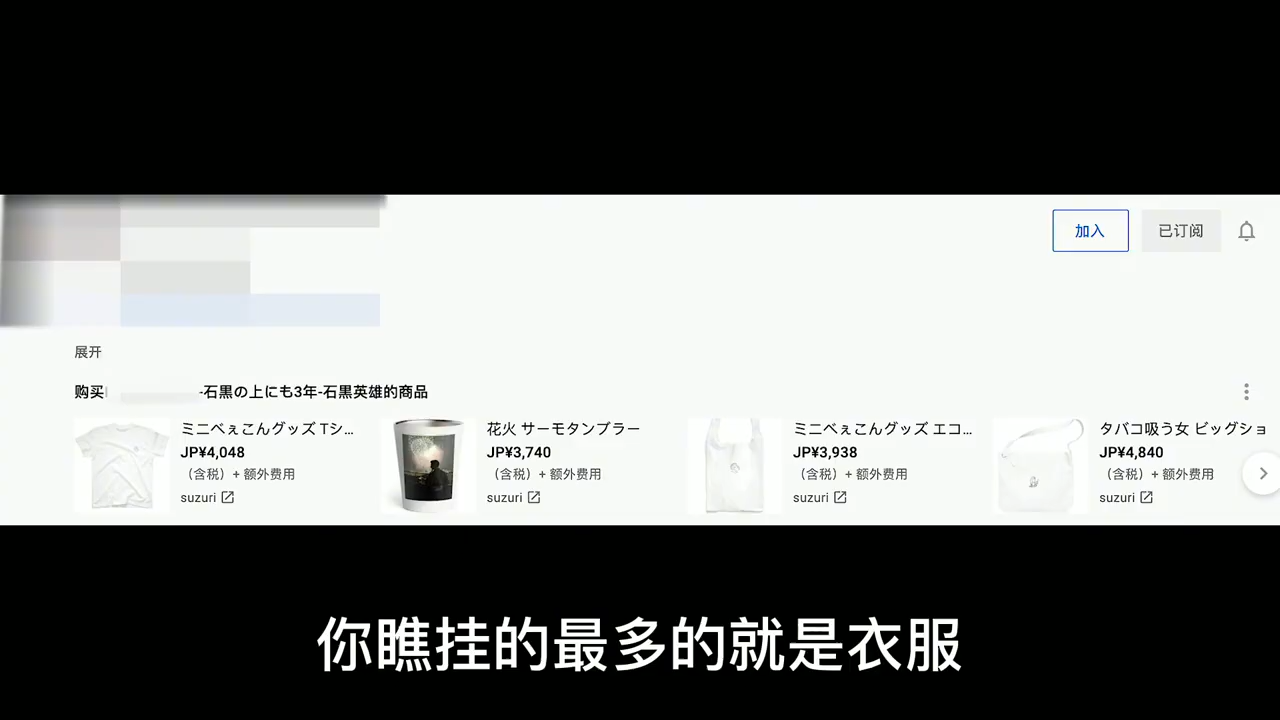 加入
已订阅
展开
购买 -石黒の上にも3年-石黒英雄的商品
ミニべぇこんグッズ Tシ...
JP¥4,048
（含税）+ 额外费用
suzuri
花火 サーモタンブラー
JP¥3,740
（含税）+ 额外费用
suzuri
ミニべぇこんグッズ エコ...
JP¥3,938
（含税）+ 额外费用
suzuri
タバコ吸う女 ビッグショ
JP¥4,840
（含税）+ 额外费用
suzuri
你瞧挂的最多的就是衣服